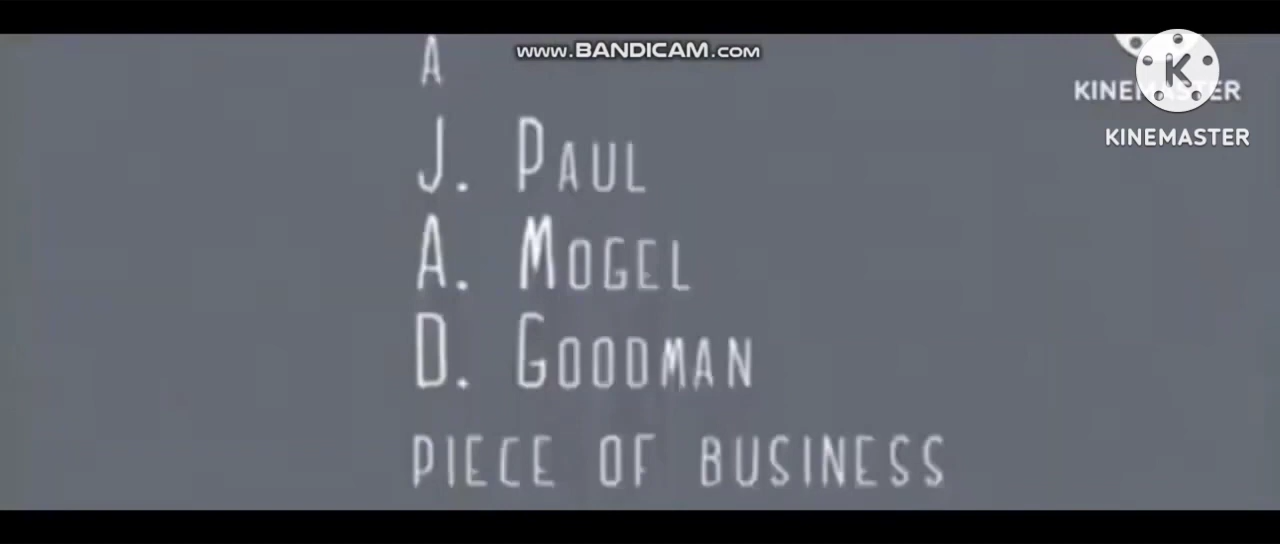 www.BANDICAM.com
A
KINEMASTER
K
KINEMASTER
J. PAUL
A. MOGEL
D. GOODMAN
PIECE OF BUSINESS